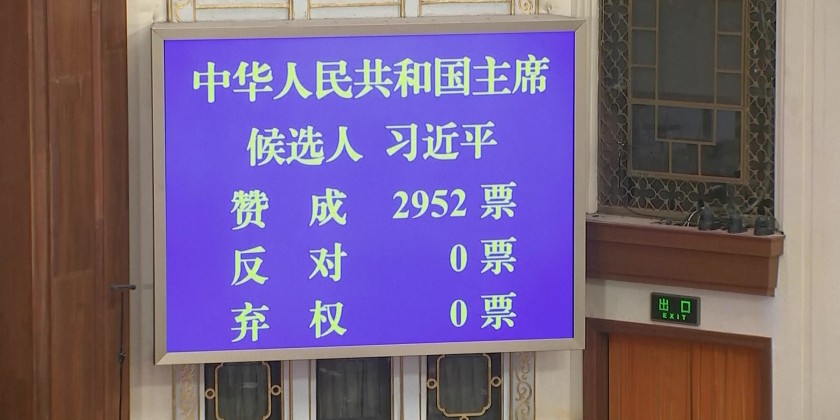 中华人民共和国主席
候选人 习近平
赞 成 2952 票
反 对 0 票
弃 权 0 票
出 口
EXIT